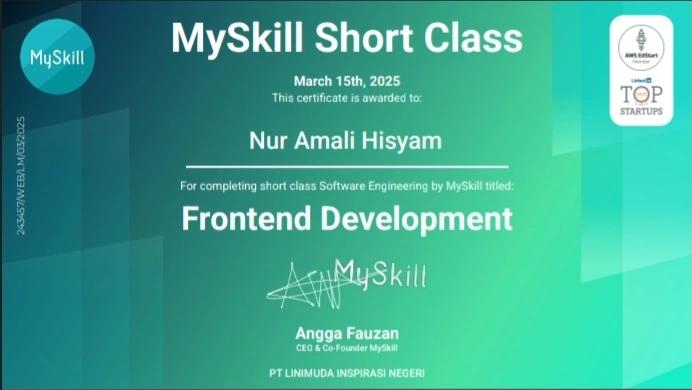 MySkill
MySkill Short Class
AWS EdStart
Member
LinkedIn
TOP
STARTUPS
March 15th, 2025
This certificate is awarded to:
Nur Amali Hisyam
243457/WEB/LM/03/2025
For completing short class Software Engineering by MySkill titled:
Frontend Development
MySkill
Angga Fauzan
CEO & Co-Founder MySkill
PT LINIMUDA INSPIRASI NEGERI